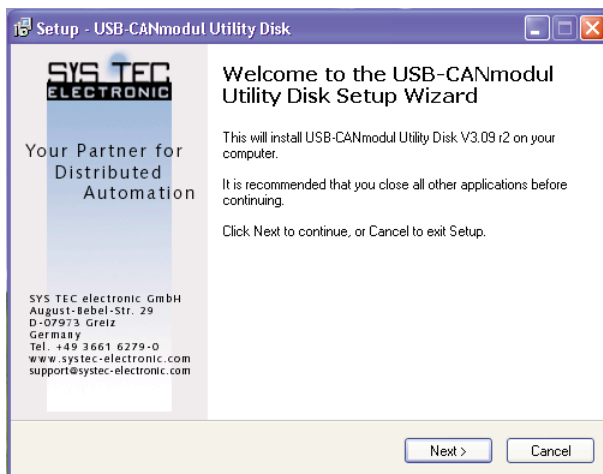 Setup - USB-CANmodul Utility Disk
SYS TEC
ELECTRONIC
Your Partner for
Distributed
Automation
SYS TEC electronic GmbH
August-Bebel-Str. 29
D-07973 Greiz
Germany
Tel. +49 3661 6279-0
www.systec-electronic.com
support@systec-electronic.com
Welcome to the USB-CANmodul
Utility Disk Setup Wizard
This will install USB-CANmodul Utility Disk V3.09 r2 on your
computer.
It is recommended that you close all other applications before
continuing.
Click Next to continue, or Cancel to exit Setup.
Next >
Cancel